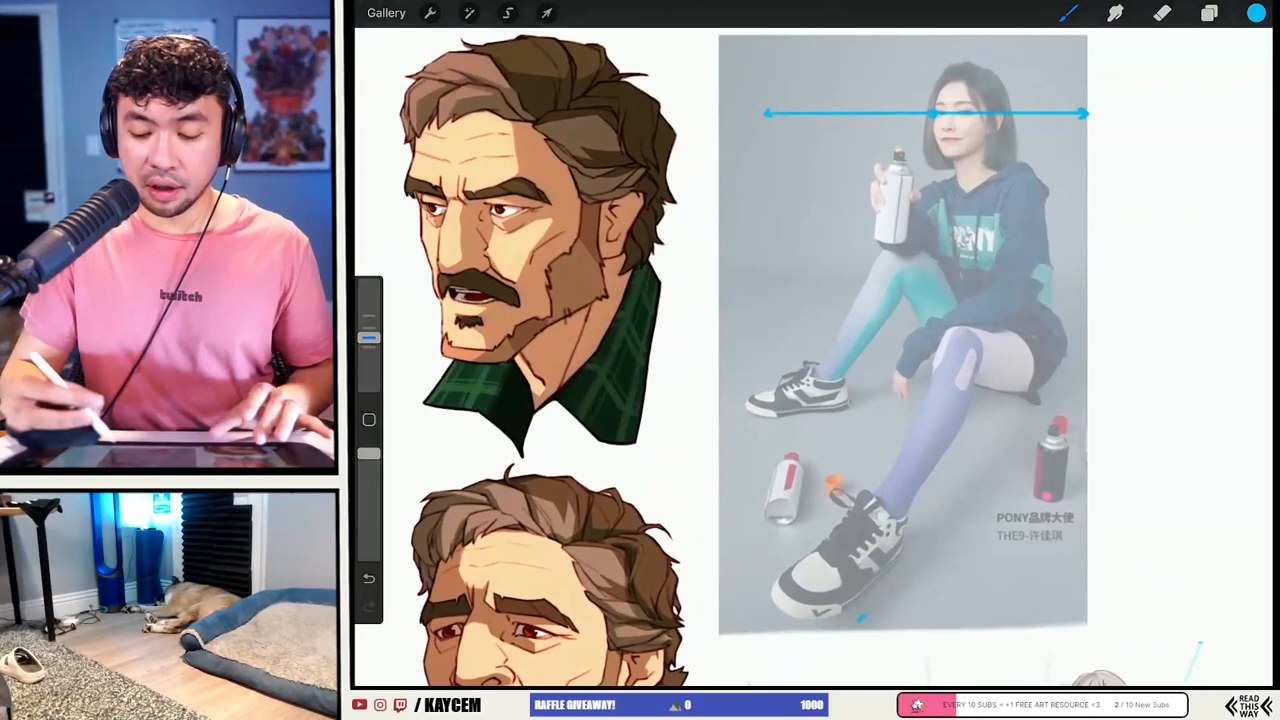 Gallery
twitch
PONY品牌大使
THE9-许佳琪
/ KAYCEM
RAFFLE GIVEAWAY!
0
1000
EVERY 10 SUBS = +1 FREE ART RESOURCE <3
2 / 10 New Subs
READ
THIS
WAY